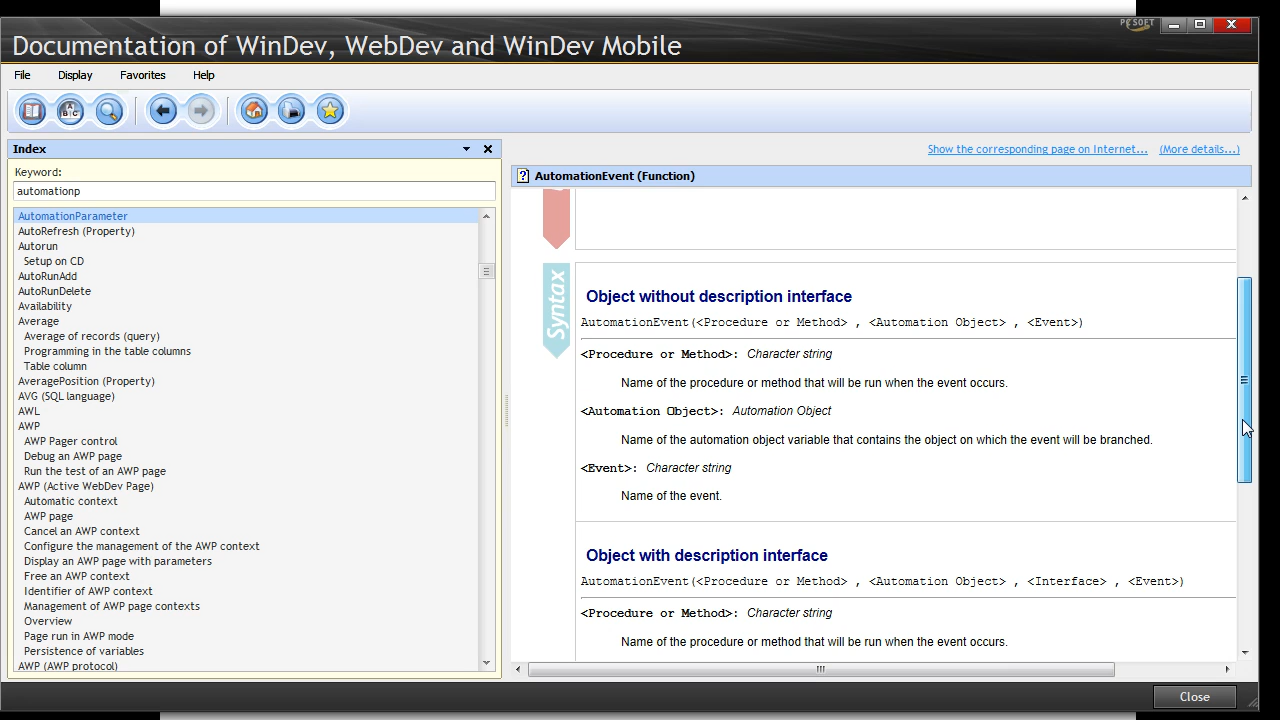 PC SOFT
Documentation of WinDev, WebDev and WinDev Mobile
File Display Favorites Help
Index
Keyword:
automationp
AutomationParameter
AutoRefresh (Property)
Autorun
Setup on CD
AutoRunAdd
AutoRunDelete
Availability
Average
Average of records (query)
Programming in the table columns
Table column
AveragePosition (Property)
AVG (SQL language)
AWL
AWP
AWP Pager control
Debug an AWP page
Run the test of an AWP page
AWP (Active WebDev Page)
Automatic context
AWP page
Cancel an AWP context
Configure the management of the AWP context
Display an AWP page with parameters
Free an AWP context
Identifier of AWP context
Management of AWP page contexts
Overview
Page run in AWP mode
Persistence of variables
AWP (AWP protocol)
Show the corresponding page on Internet... (More details...)
AutomationEvent (Function)
Syntax
Object without description interface
AutomationEvent(<Procedure or Method> , <Automation Object> , <Event>)
<Procedure or Method>: Character string
Name of the procedure or method that will be run when the event occurs.
<Automation Object>: Automation Object
Name of the automation object variable that contains the object on which the event will be branched.
<Event>: Character string
Name of the event.
Object with description interface
AutomationEvent(<Procedure or Method> , <Automation Object> , <Interface> , <Event>)
<Procedure or Method>: Character string
Name of the procedure or method that will be run when the event occurs.
Close